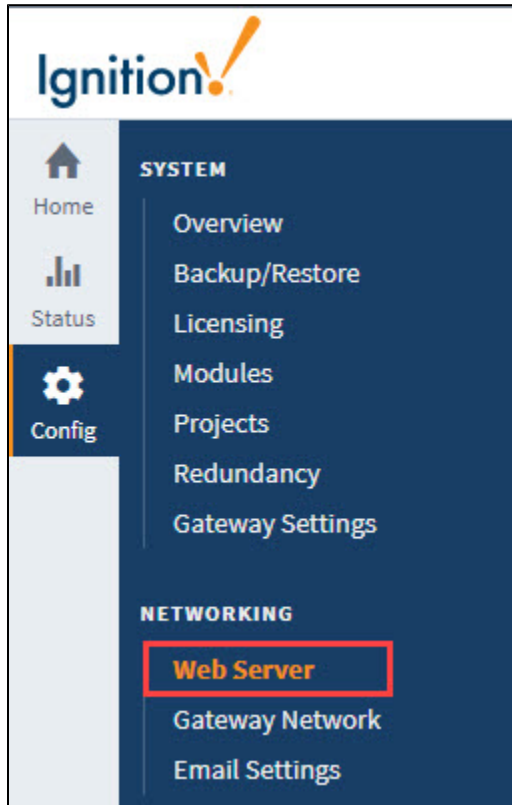 Ignition!
Home
Status
Config
SYSTEM
Overview
Backup/Restore
Licensing
Modules
Projects
Redundancy
Gateway Settings
NETWORKING
Web Server
Gateway Network
Email Settings